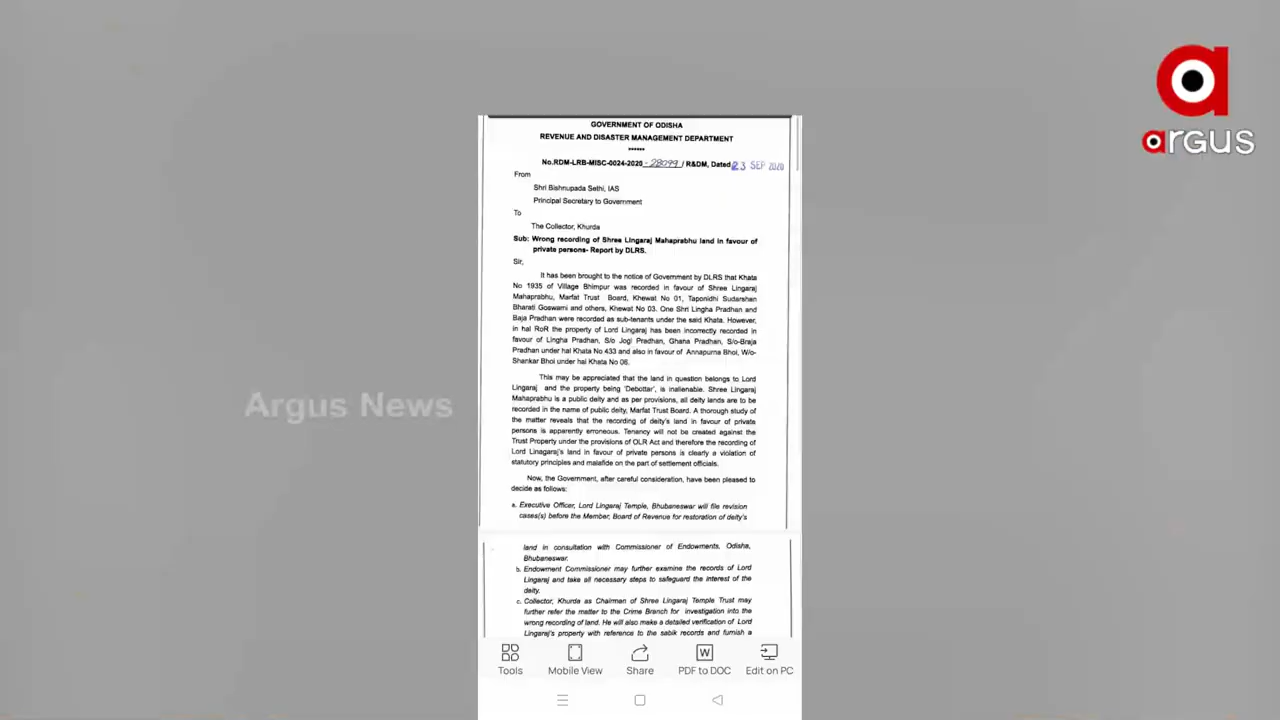 argus
GOVERNMENT OF ODISHA
REVENUE AND DISASTER MANAGEMENT DEPARTMENT
******
No.RDM-LRB-MISC-0024-2020-28099/ R&DM, Dated 23 SEP 2020
From
Shri Bishnupada Sethi, IAS
Principal Secretary to Government
To
The Collector, Khurda
Sub: Wrong recording of Shree Lingaraj Mahaprabhu land in favour of
private persons- Report by DLRS.
Sir,
It has been brought to the notice of Government by DLRS that Khata
No 1935 of Village Bhimpur was recorded in favour of Shree Lingaraj
Mahaprabhu, Marfat Trust Board, Khewat No 01, Taponidhi Sudarshan
Bharati Goswami and others, Khewat No 03. One Shri Lingha Pradhan and
Baja Pradhan were recorded as sub-tenants under the said Khata. However,
in hal RoR the property of Lord Lingaraj has been incorrectly recorded in
favour of Lingha Pradhan, S/o Jogi Pradhan, Ghana Pradhan, S/o-Braja
Pradhan under hal Khata No 433 and also in favour of Annapurna Bhoi, W/o-
Shankar Bhoi under hal Khata No 06.
This may be appreciated that the land in question belongs to Lord
Lingaraj and the property being 'Debottar', is inalienable. Shree Lingaraj
Mahaprabhu is a public deity and as per provisions, all deity lands are to be
recorded in the name of public deity, Marfat Trust Board. A thorough study of
the matter reveals that the recording of deity's land in favour of private
persons is apparently erroneous. Tenancy will not be created against the
Trust Property under the provisions of OLR Act and therefore the recording of
Lord Linagaraj's land in favour of private persons is clearly a violation of
statutory principles and malafide on the part of settlement officials.
Now, the Government, after careful consideration, have been pleased to
decide as follows:
a. Executive Officer, Lord Lingaraj Temple, Bhubaneswar will file revision
cases(s) before the Member, Board of Revenue for restoration of deity's
land in consultation with Commissioner of Endowments, Odisha,
Bhubaneswar.
b. Endowment Commissioner may further examine the records of Lord
Lingaraj and take all necessary steps to safeguard the interest of the
deity.
c. Collector, Khurda as Chairman of Shree Lingaraj Temple Trust may
further refer the matter to the Crime Branch for investigation into the
wrong recording of land. He will also make a detailed verification of Lord
Lingaraj's property with reference to the sabik records and furnish a
Argus News
Tools
Mobile View
Share
W
PDF to DOC
Edit on PC